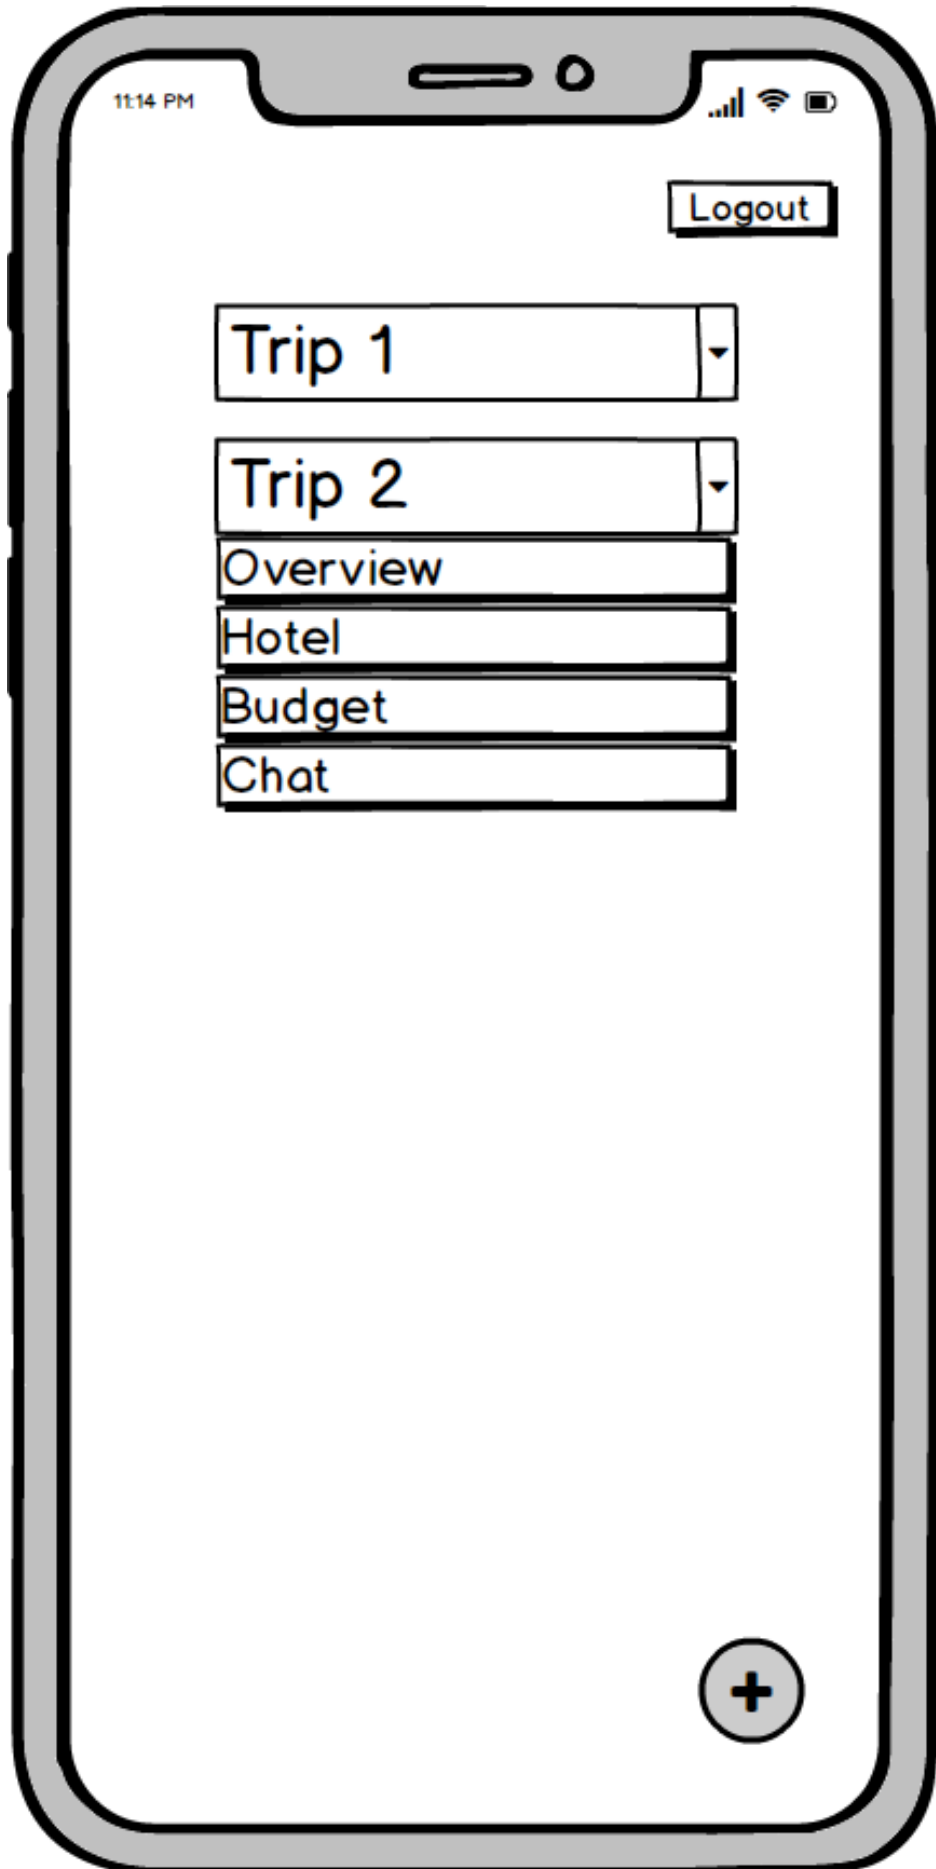 11:14 PM
Logout
Trip 1
Trip 2
Overview
Hotel
Budget
Chat
+